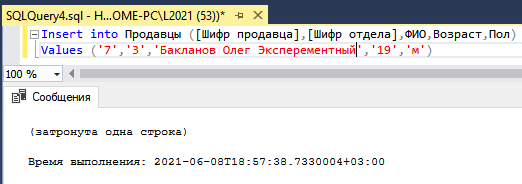 SQLQuery4.sql - H...OME-PC\L2021 (53))*
Insert into Продавцы ([Шифр продавца],[Шифр отдела],ФИО,Возраст,Пол)
Values ('7','3','Бакланов Олег Эксперементный','19','м')
100 %
Сообщения
(затронута одна строка)
Время выполнения: 2021-06-08T18:57:38.7330004+03:00